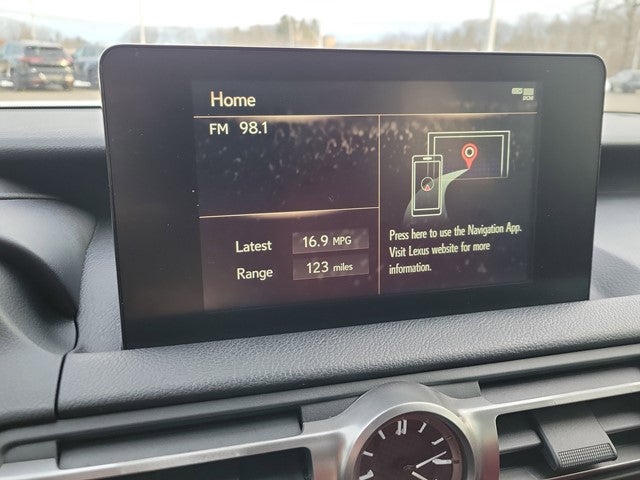 Home
FM 98.1
Latest 16.9 MPG
Range 123 miles
Press here to use the Navigation App.
Visit Lexus website for more
information.